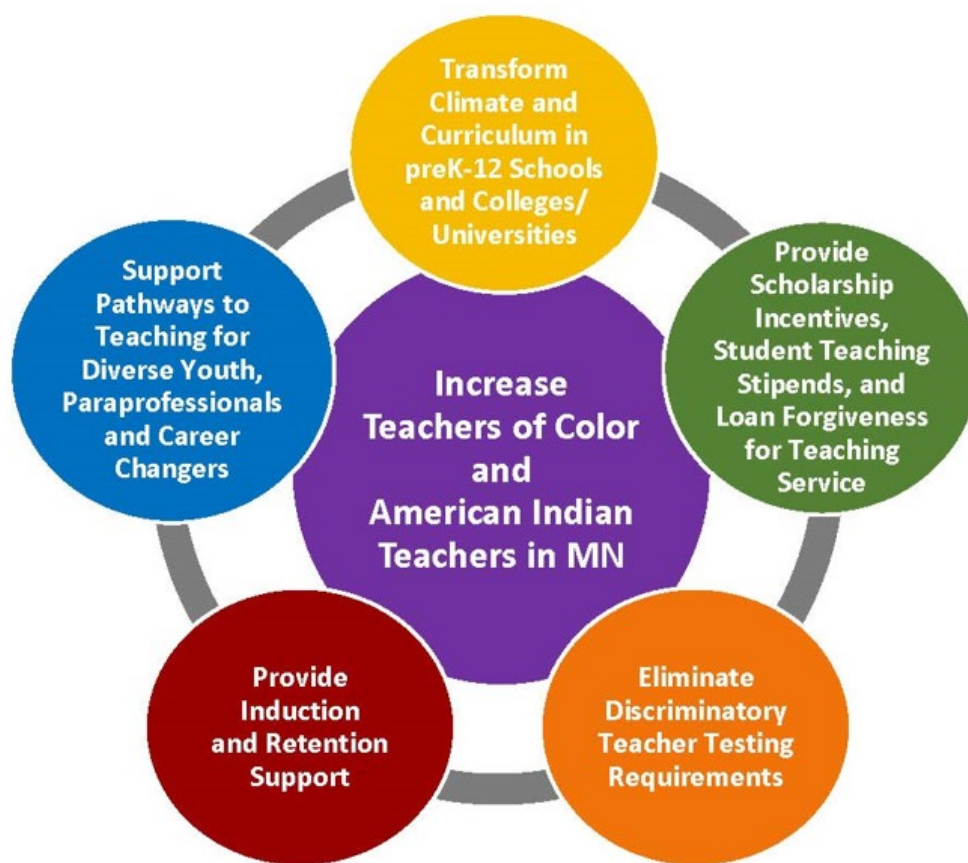 Transform
Climate and
Curriculum in
preK-12 Schools
and Colleges/
Universities
Provide
Scholarship
Incentives,
Student Teaching
Stipends, and
Loan Forgiveness
for Teaching
Service
Eliminate
Discriminatory
Teacher Testing
Requirements
Provide
Induction
and Retention
Support
Support
Pathways to
Teaching for
Diverse Youth,
Paraprofessionals
and Career
Changers
Increase
Teachers of Color
and
American Indian
Teachers in MN